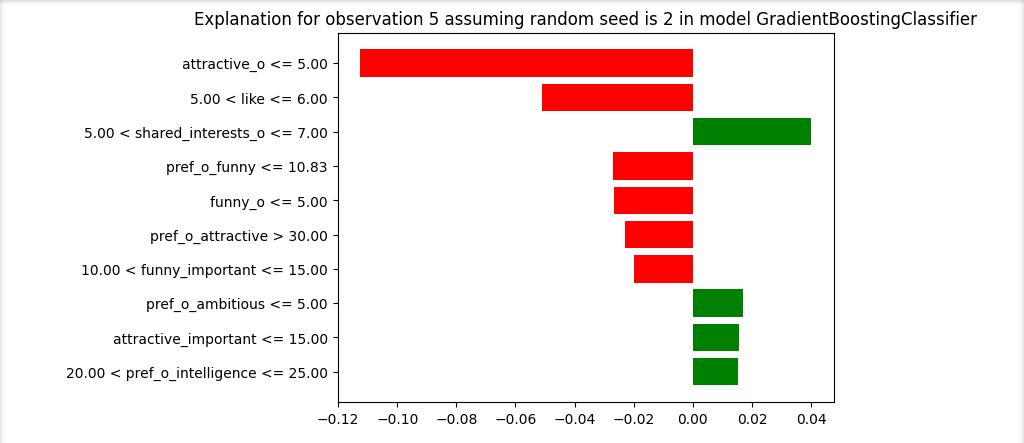 Explanation for observation 5 assuming random seed is 2 in model GradientBoostingClassifier
attractive_o <= 5.00
5.00 < like <= 6.00
5.00 < shared_interests_o <= 7.00
pref_o_funny <= 10.83
funny_o <= 5.00
pref_o_attractive > 30.00
10.00 < funny_important <= 15.00
pref_o_ambitious <= 5.00
attractive_important <= 15.00
20.00 < pref_o_intelligence <= 25.00
−0.12 −0.10 −0.08 −0.06 −0.04 −0.02 0.00 0.02 0.04